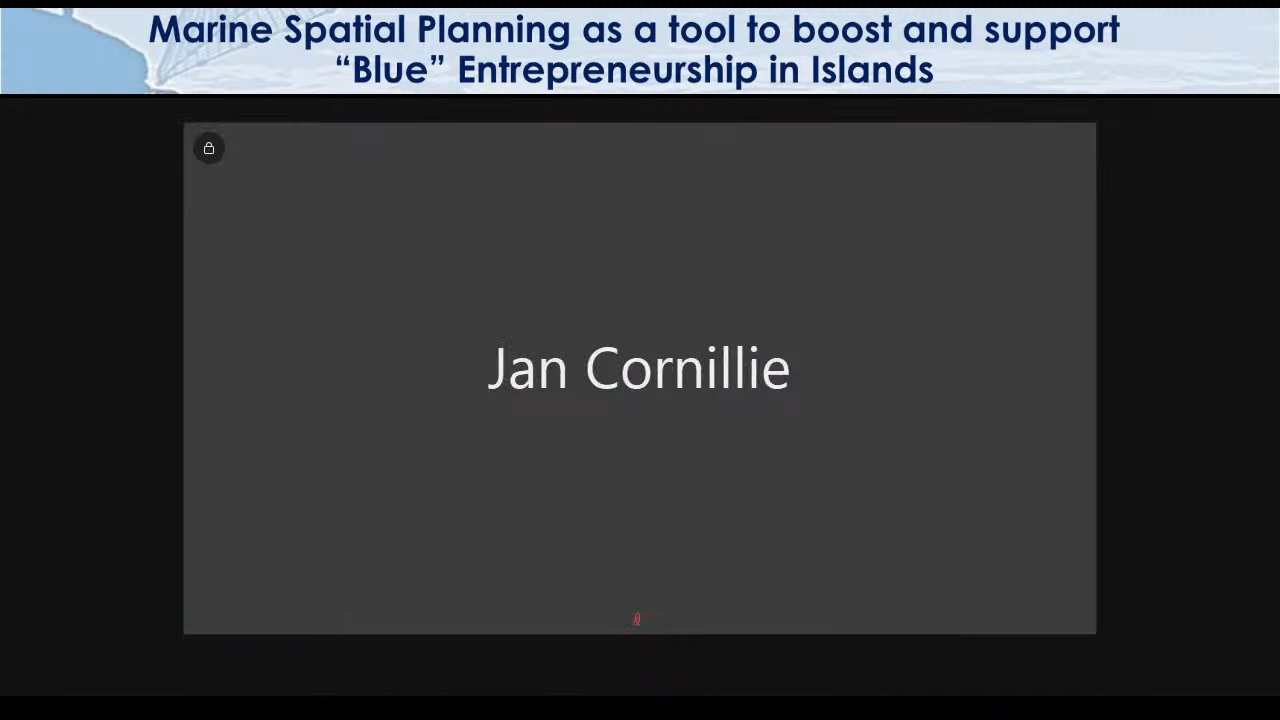 Marine Spatial Planning as a tool to boost and support
“Blue” Entrepreneurship in Islands
Jan Cornillie